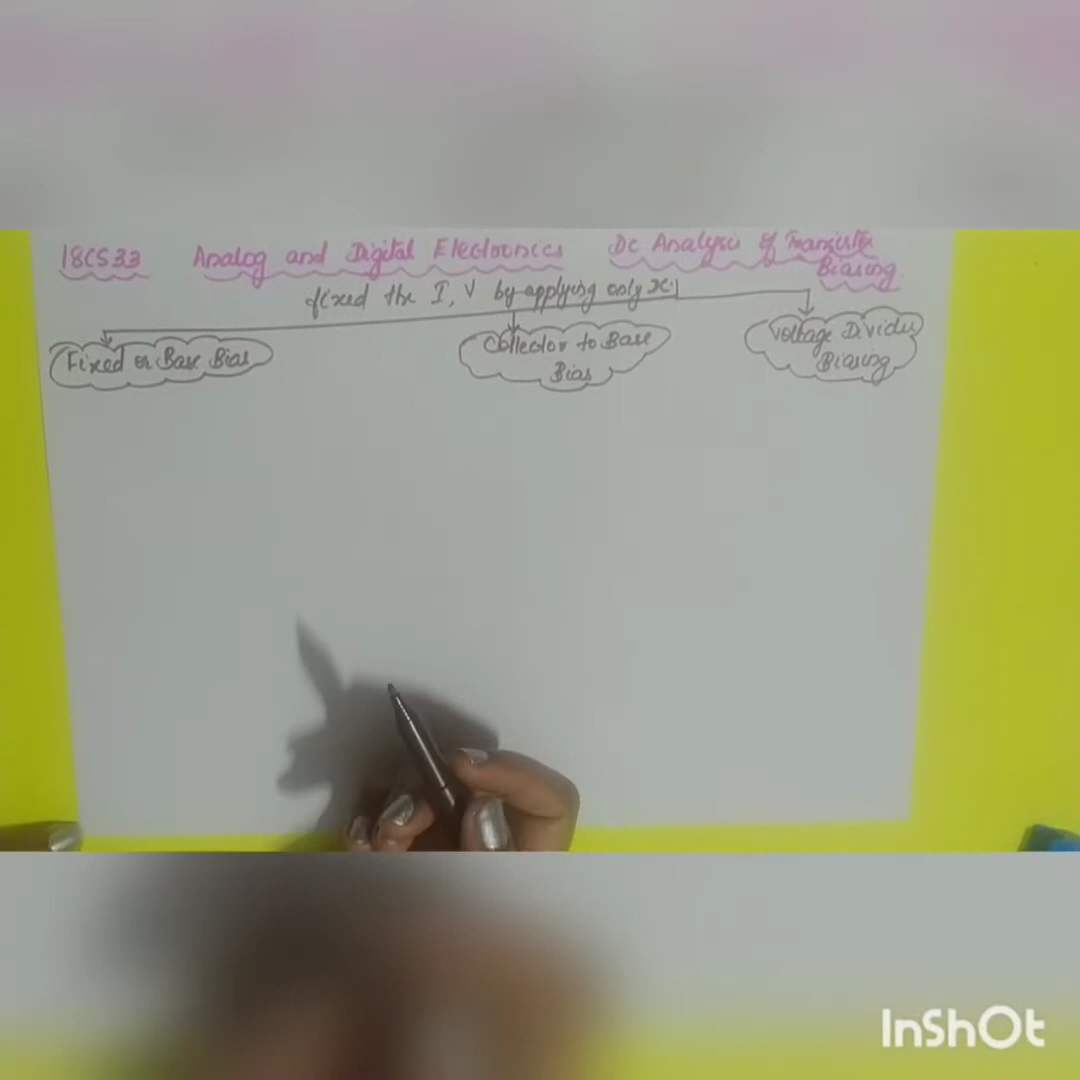 18CS33 Analog and Digital Electronics DC Analysis of Transistor
Biasing
fixed the I, V by applying only
Fixed or Base Bias
Collector to Base
Bias
Voltage Divider
Biasing
InShOt